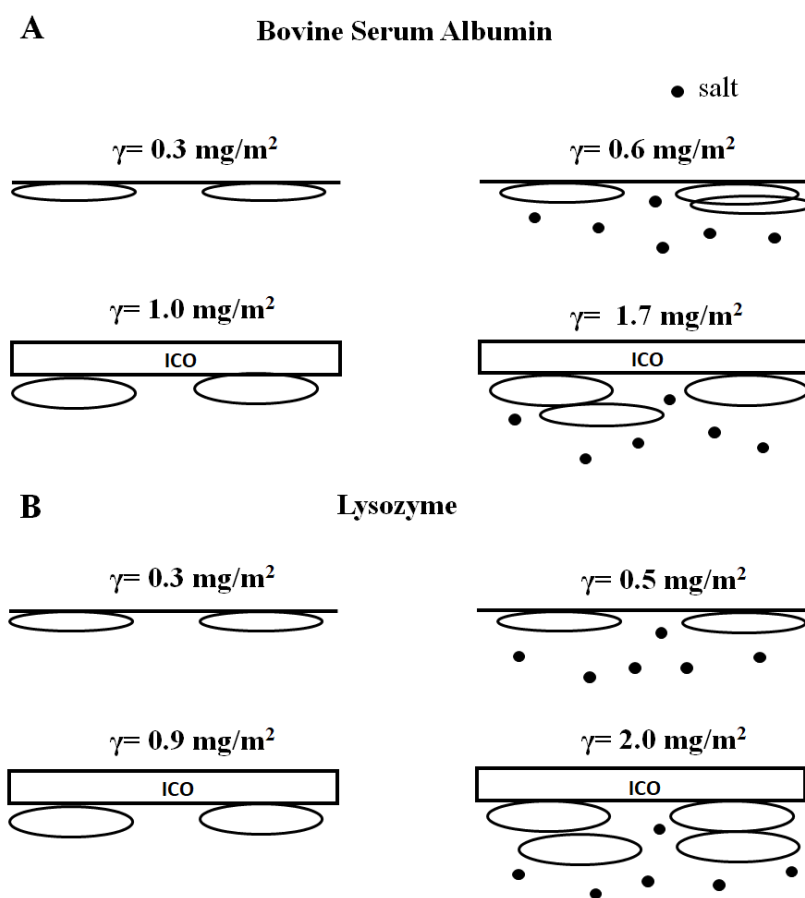 A
Bovine Serum Albumin
salt
γ= 0.3 mg/m²
γ= 0.6 mg/m²
γ= 1.0 mg/m²
γ=  1.7 mg/m²
ICO
ICO
B
Lysozyme
γ= 0.3 mg/m²
γ= 0.5 mg/m²
γ= 0.9 mg/m²
γ= 2.0 mg/m²
ICO
ICO